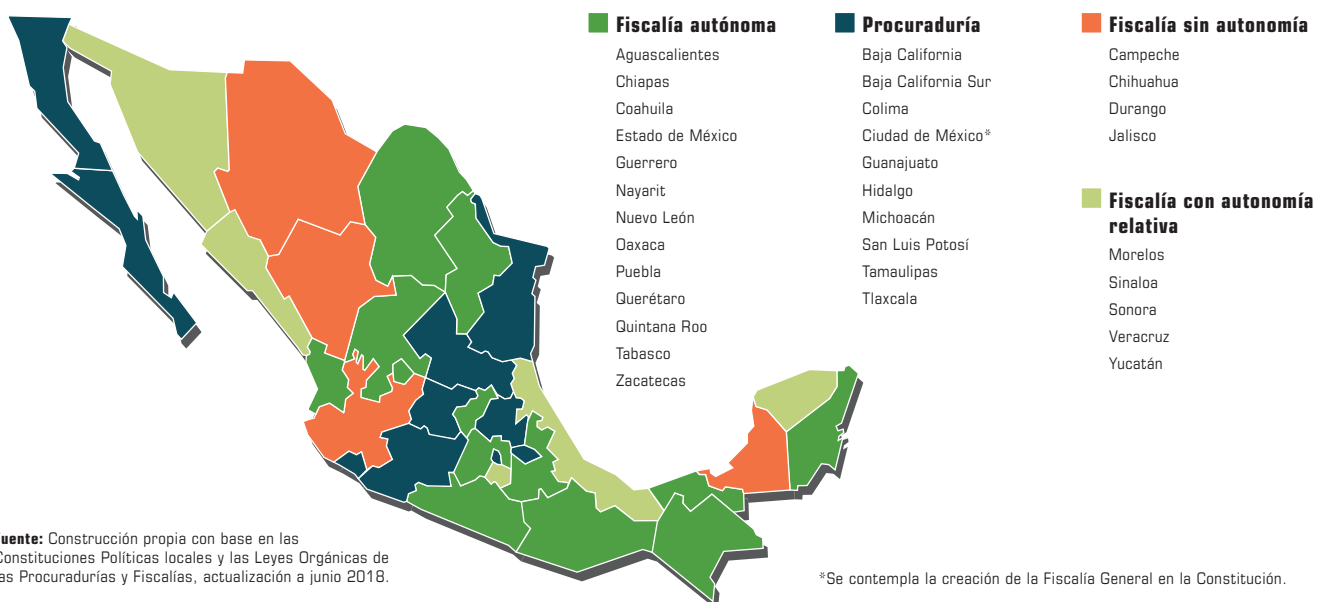 Fiscalía autónoma
Aguascalientes
Chiapas
Coahuila
Estado de México
Guerrero
Nayarit
Nuevo León
Oaxaca
Puebla
Querétaro
Quintana Roo
Tabasco
Zacatecas
Procuraduría
Baja California
Baja California Sur
Colima
Ciudad de México*
Guanajuato
Hidalgo
Michoacán
San Luis Potosí
Tamaulipas
Tlaxcala
Fiscalía sin autonomía
Campeche
Chihuahua
Durango
Jalisco
Fiscalía con autonomía
relativa
Morelos
Sinaloa
Sonora
Veracruz
Yucatán
uente: Construcción propia con base en las
Constituciones Políticas locales y las Leyes Orgánicas de
as Procuradurías y Fiscalías, actualización a junio 2018.
*Se contempla la creación de la Fiscalía General en la Constitución.